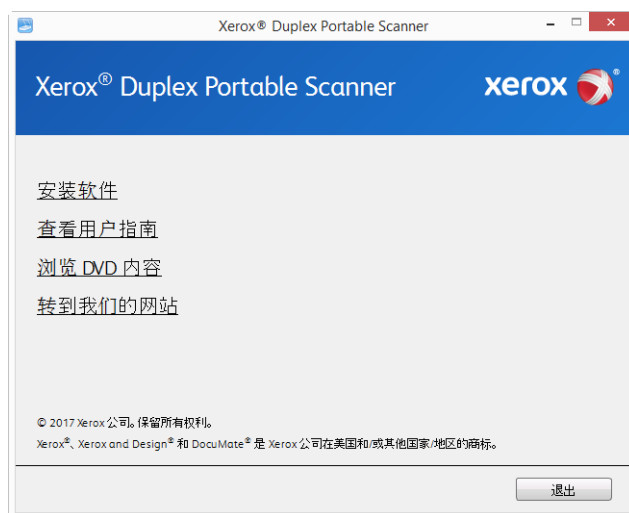 Xerox® Duplex Portable Scanner
Xerox® Duplex Portable Scanner
xerox®
安装软件
查看用户指南
浏览 DVD 内容
转到我们的网站
© 2017 Xerox 公司。保留所有权利。
Xerox®、Xerox and Design® 和 DocuMate® 是 Xerox 公司在美国和/或其他国家/地区的商标。
退出